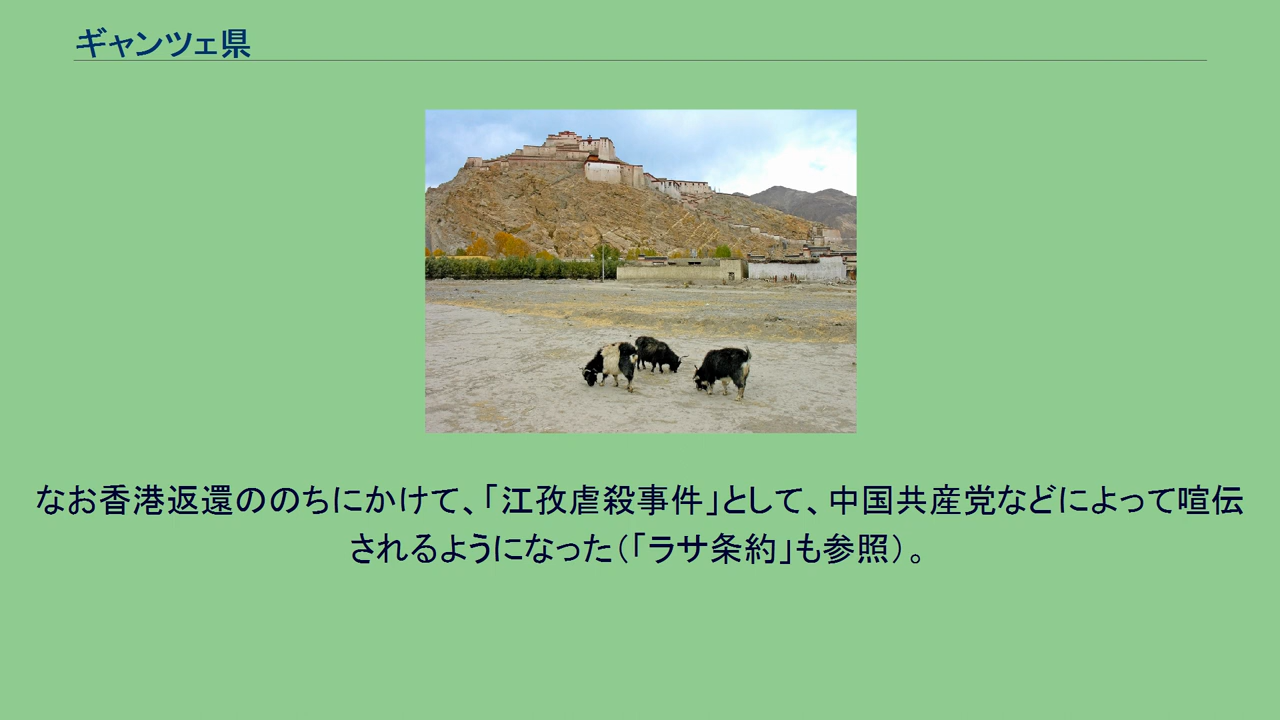 ギャンツェ県
なお香港返還ののちにかけて、「江孜虐殺事件」として、中国共産党などによって喧伝
されるようになった(「ラサ条約」も参照)。